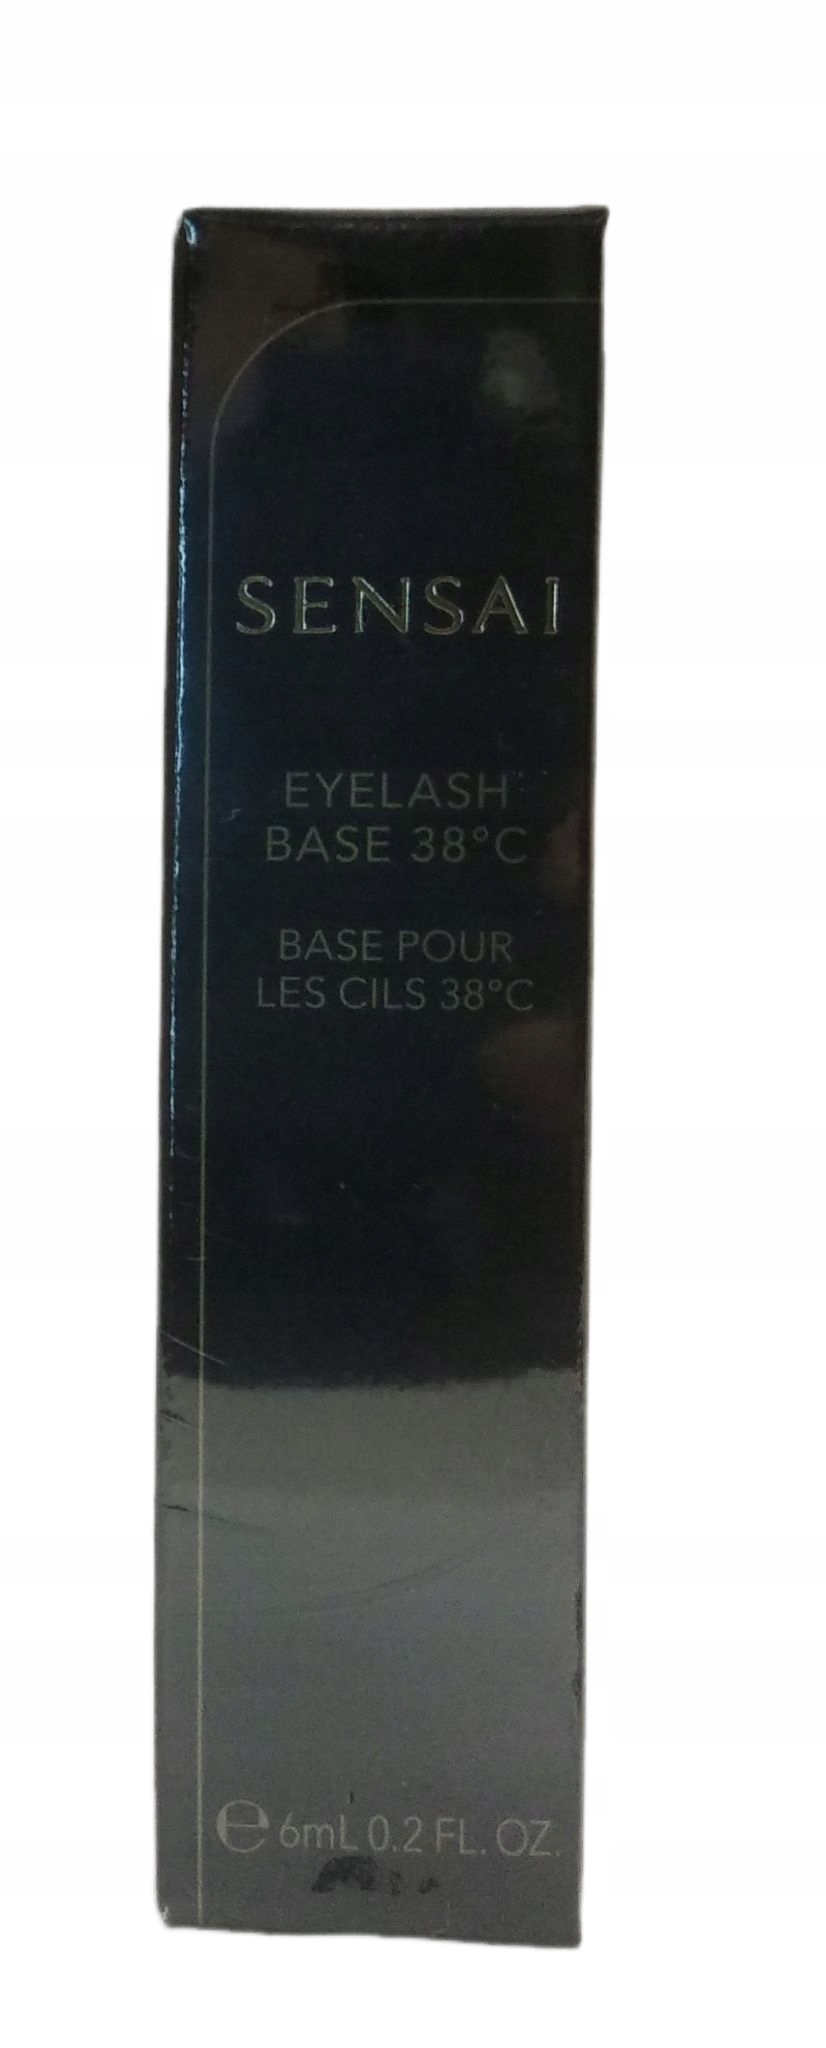 SENSAI
EYELASH
BASE 38°C
BASE POUR
LES CILS 38°C
℮ 6mL 0.2 FL. OZ.